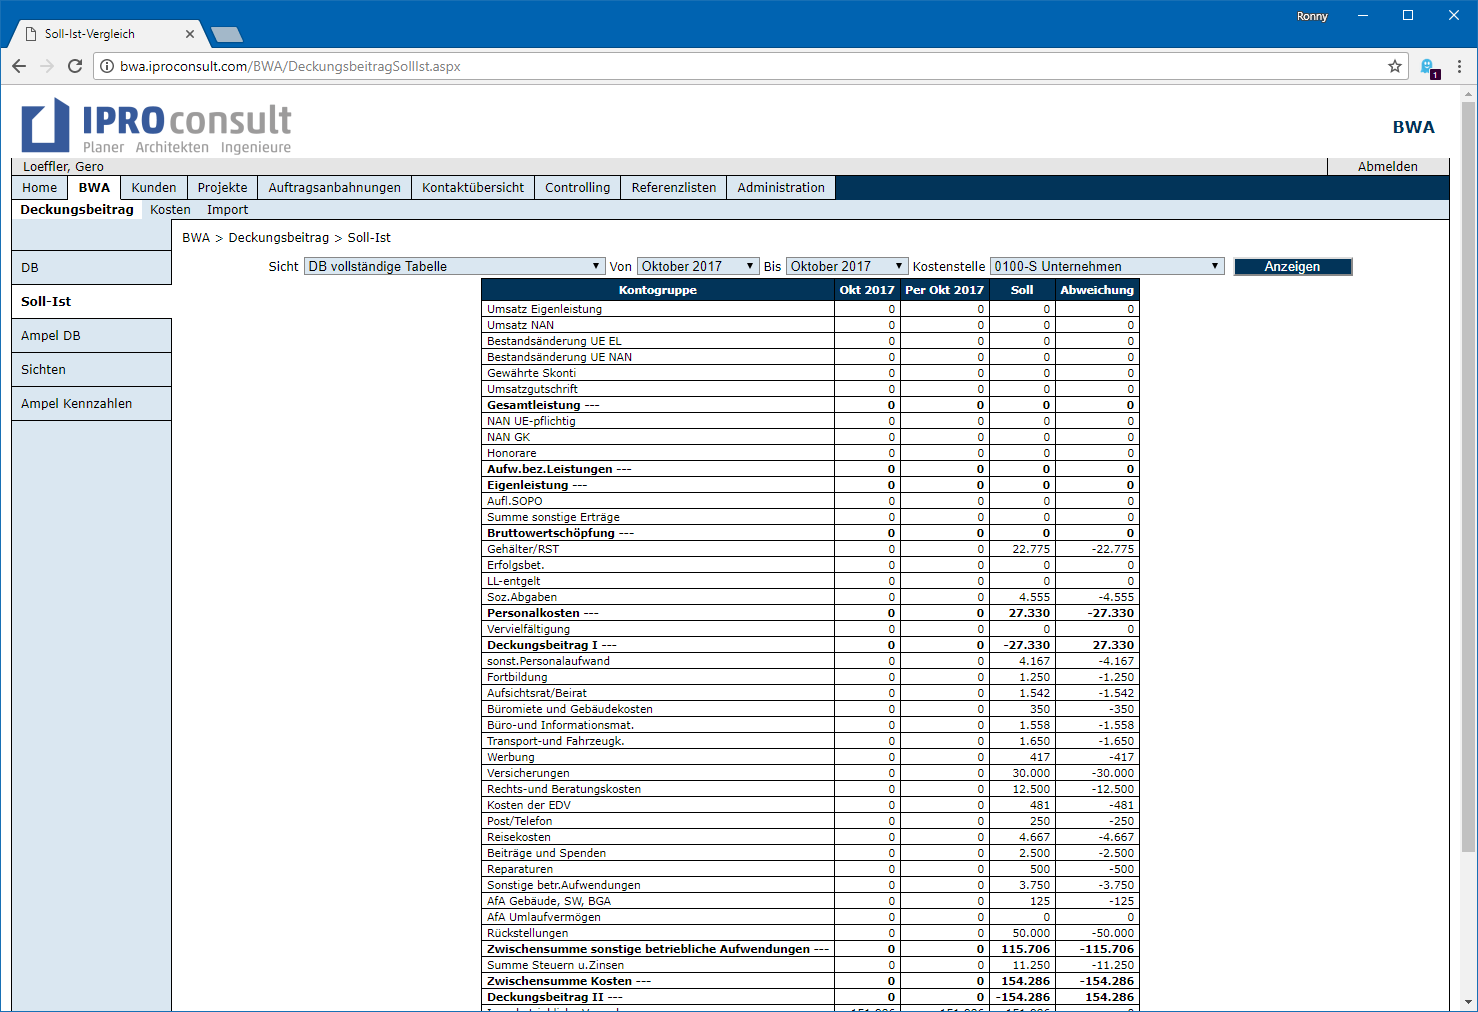 Ronny
Soll-Ist-Vergleich
bwa.iproconsult.com/BWA/DeckungsbeitragSollIst.aspx
1
IPROconsult
Planer Architekten Ingenieure
BWA
Loeffler, Gero Abmelden
Home BWA Kunden Projekte Auftragsanbahnungen Kontaktübersicht Controlling Referenzlisten Administration
Deckungsbeitrag Kosten Import
BWA > Deckungsbeitrag > Soll-Ist
DB
Soll-Ist
Ampel DB
Sichten
Ampel Kennzahlen
Sicht DB vollständige Tabelle Von Oktober 2017 Bis Oktober 2017 Kostenstelle 0100-S Unternehmen Anzeigen
Kontogruppe Okt 2017 Per Okt 2017 Soll Abweichung
Umsatz Eigenleistung 0 0 0 0
Umsatz NAN 0 0 0 0
Bestandsänderung UE EL 0 0 0 0
Bestandsänderung UE NAN 0 0 0 0
Gewährte Skonti 0 0 0 0
Umsatzgutschrift 0 0 0 0
Gesamtleistung --- 0 0 0 0
NAN UE-pflichtig 0 0 0 0
NAN GK 0 0 0 0
Honorare 0 0 0 0
Aufw.bez.Leistungen --- 0 0 0 0
Eigenleistung --- 0 0 0 0
Aufl.SOPO 0 0 0 0
Summe sonstige Erträge 0 0 0 0
Bruttowertschöpfung --- 0 0 0 0
Gehälter/RST 0 0 22.775 -22.775
Erfolgsbet. 0 0 0 0
LL-entgelt 0 0 0 0
Soz.Abgaben 0 0 4.555 -4.555
Personalkosten --- 0 0 27.330 -27.330
Vervielfältigung 0 0 0 0
Deckungsbeitrag I --- 0 0 -27.330 27.330
sonst.Personalaufwand 0 0 4.167 -4.167
Fortbildung 0 0 1.250 -1.250
Aufsichtsrat/Beirat 0 0 1.542 -1.542
Büromiete und Gebäudekosten 0 0 350 -350
Büro-und Informationsmat. 0 0 1.558 -1.558
Transport-und Fahrzeugk. 0 0 1.650 -1.650
Werbung 0 0 417 -417
Versicherungen 0 0 30.000 -30.000
Rechts-und Beratungskosten 0 0 12.500 -12.500
Kosten der EDV 0 0 481 -481
Post/Telefon 0 0 250 -250
Reisekosten 0 0 4.667 -4.667
Beiträge und Spenden 0 0 2.500 -2.500
Reparaturen 0 0 500 -500
Sonstige betr.Aufwendungen 0 0 3.750 -3.750
AfA Gebäude, SW, BGA 0 0 125 -125
AfA Umlaufvermögen 0 0 0 0
Rückstellungen 0 0 50.000 -50.000
Zwischensumme sonstige betriebliche Aufwendungen --- 0 0 115.706 -115.706
Summe Steuern u.Zinsen 0 0 11.250 -11.250
Zwischensumme Kosten --- 0 0 154.286 -154.286
Deckungsbeitrag II --- 0 0 -154.286 154.286